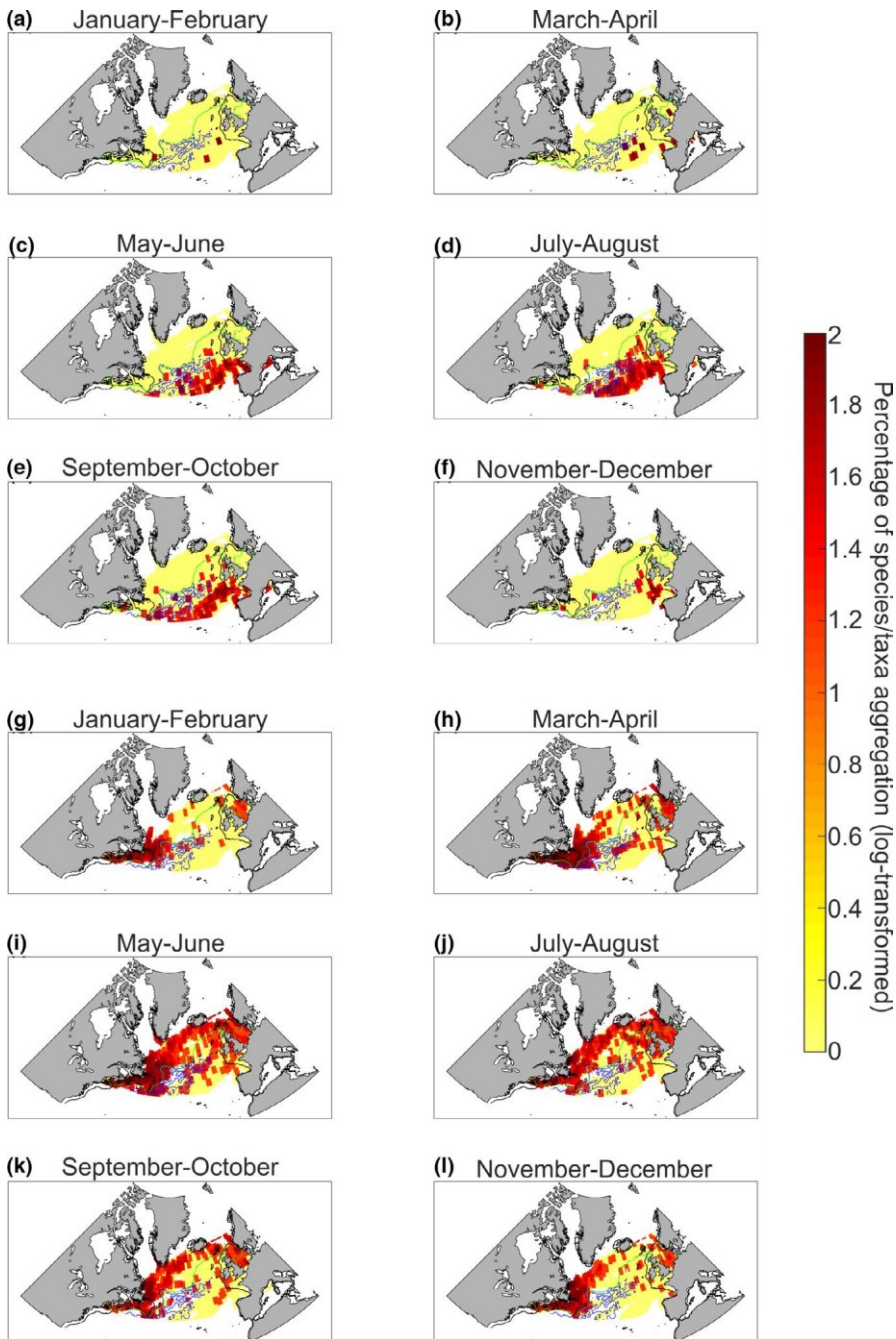 (a) January-February
(b) March-April
(c) May-June
(d) July-August
(e) September-October
(f) November-December
(g) January-February
(h) March-April
(i) May-June
(j) July-August
(k) September-October
(l) November-December
2
1.8
1.6
1.4
1.2
1
0.8
0.6
0.4
0.2
0
Percentage of species/taxa aggregation (log-transformed)